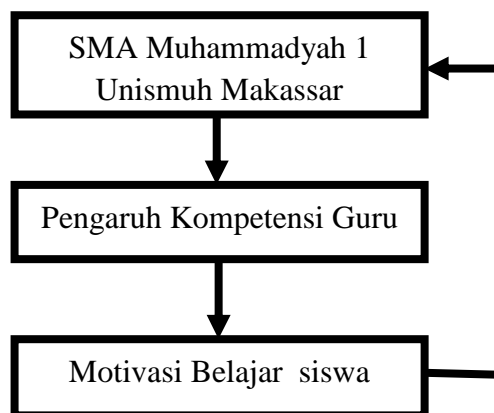 SMA Muhammadyah 1
Unismuh Makassar
Pengaruh Kompetensi Guru
Motivasi Belajar  siswa